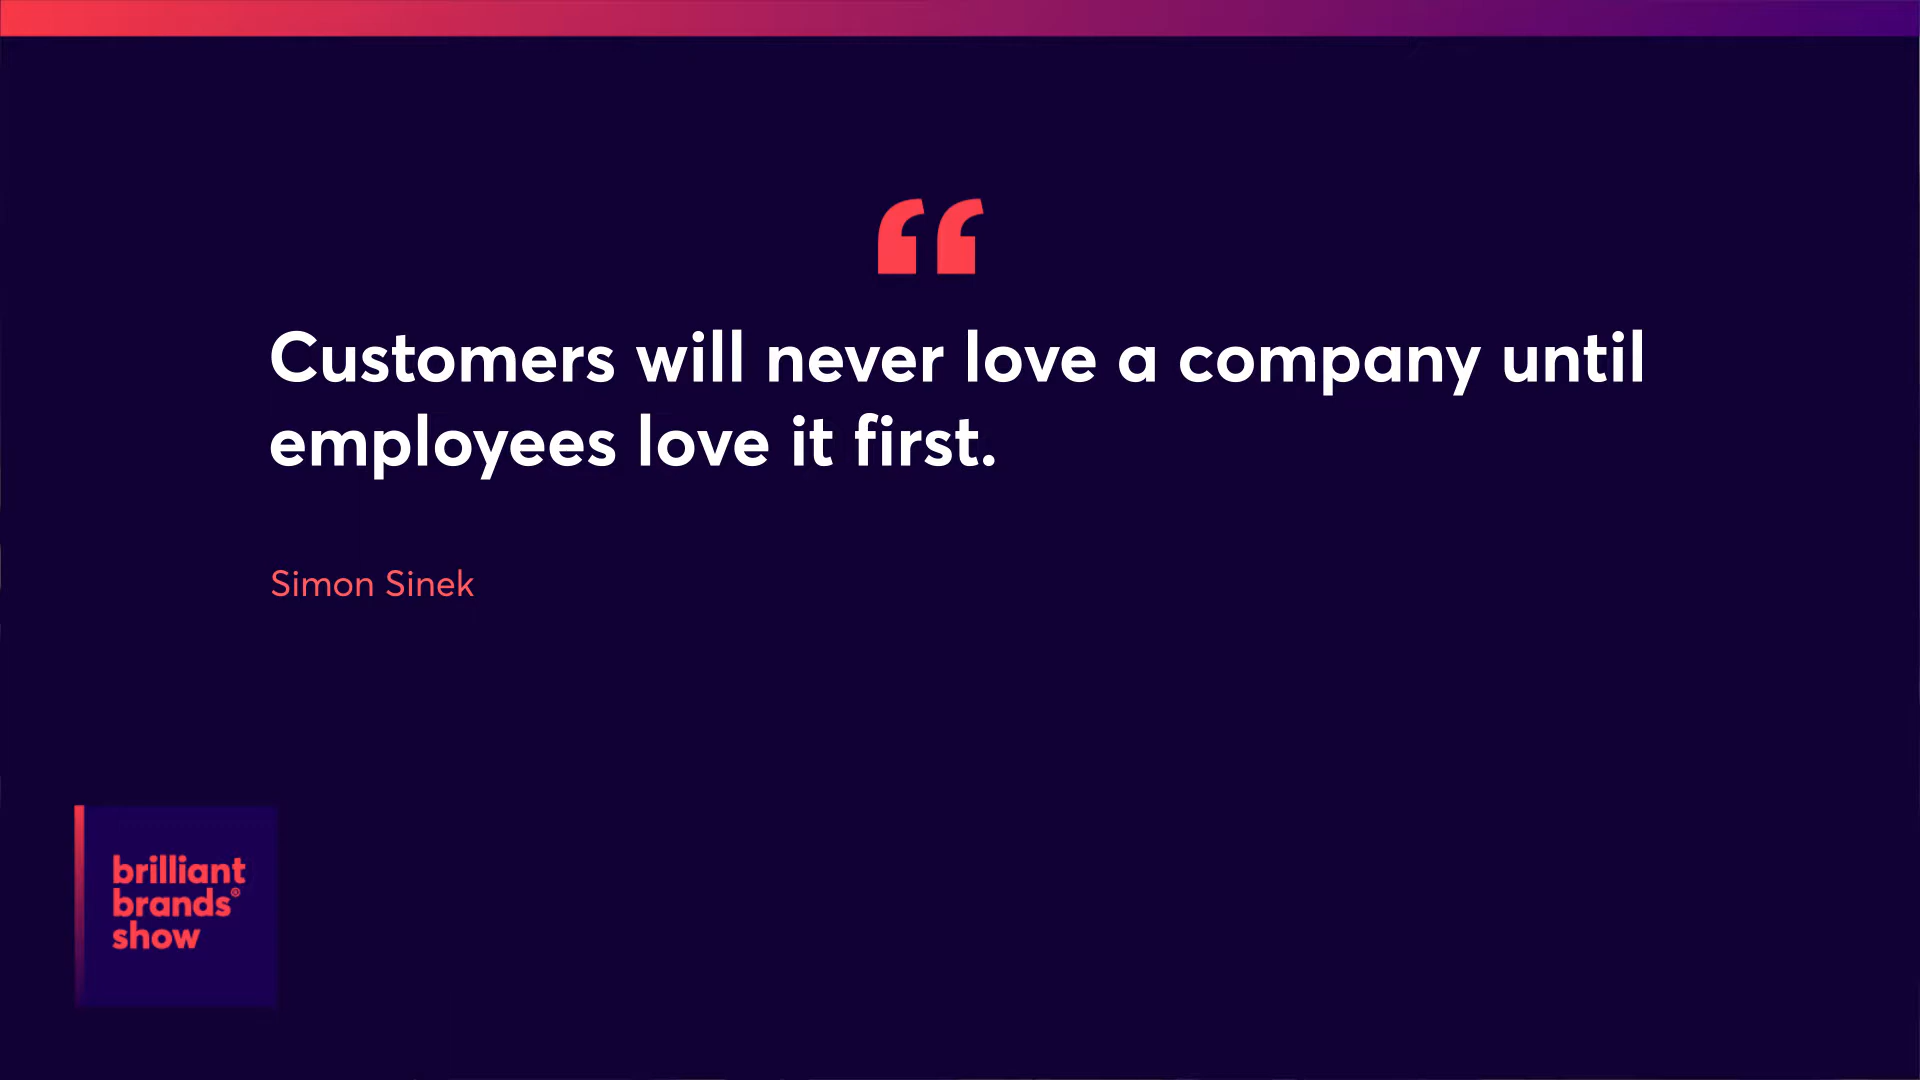 “
Customers will never love a company until
employees love it first.
Simon Sinek
brilliant
brands®
show